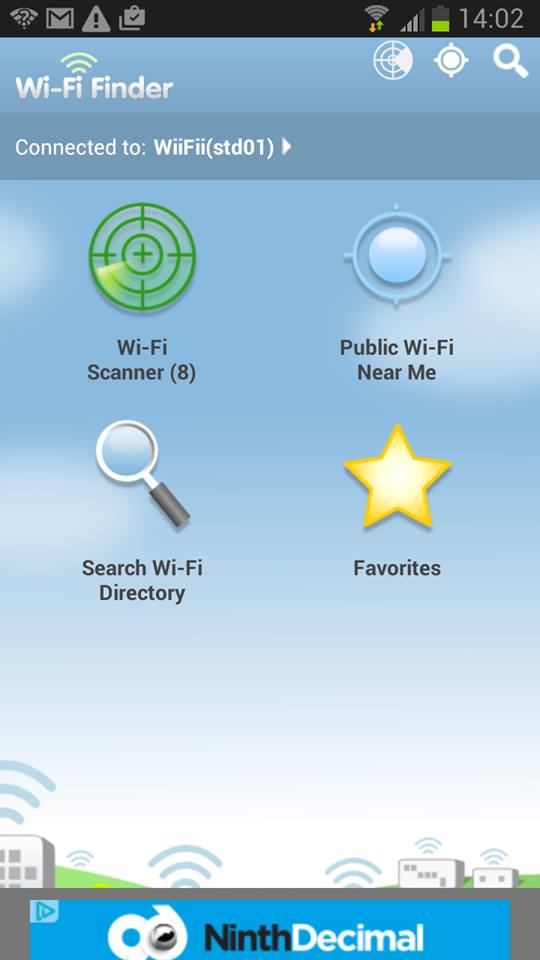 14:02
Wi-Fi Finder
Connected to: WiiFii(std01)
Wi-Fi
Scanner (8)
Public Wi-Fi
Near Me
Search Wi-Fi
Directory
Favorites
NinthDecimal